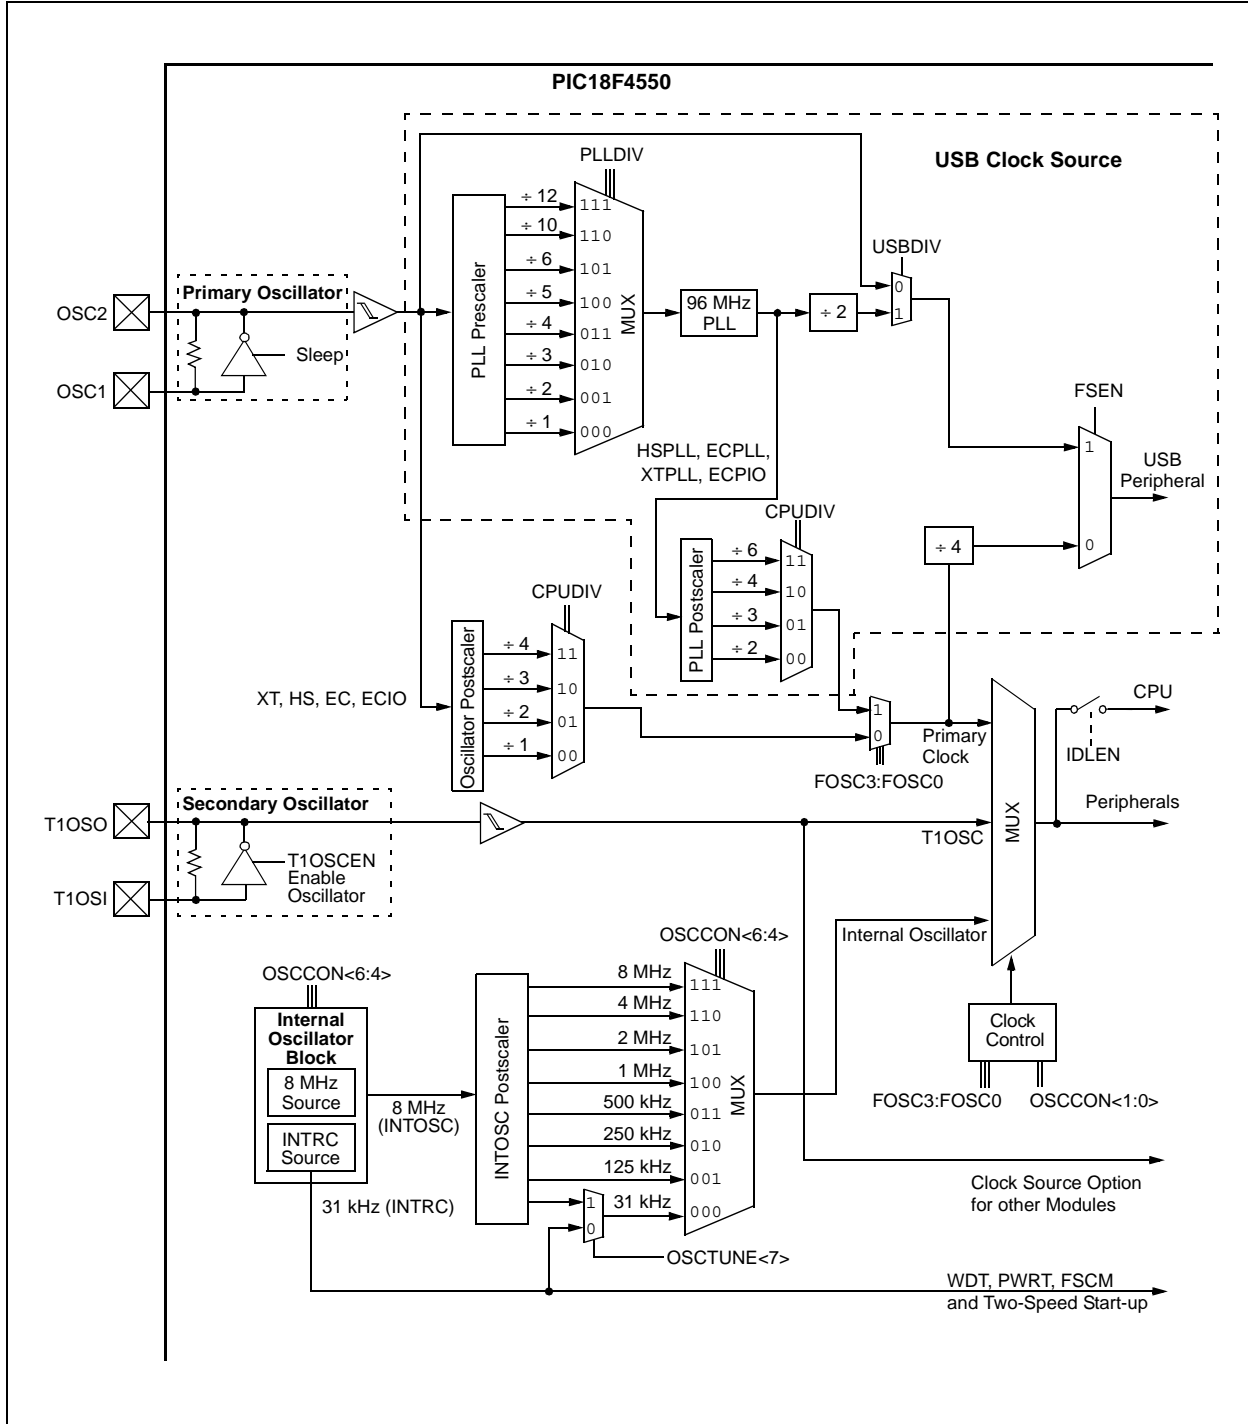 PIC18F4550
USB Clock Source
PLLDIV
÷ 12
111
÷ 10
110
÷ 6
101
÷ 5
100
÷ 4
011
÷ 3
010
÷ 2
001
÷ 1
000
PLL Prescaler
MUX
USBDIV
0
1
96 MHz
PLL
÷ 2
Primary Oscillator
OSC2
Sleep
OSC1
FSEN
1
USB
Peripheral
0
HSPLL, ECPLL,
XTPLL, ECPIO
CPUDIV
÷ 6
11
÷ 4
10
÷ 3
01
÷ 2
00
PLL Postscaler
÷ 4
CPUDIV
÷ 4
11
÷ 3
10
÷ 2
01
÷ 1
00
Oscillator Postscaler
XT, HS, EC, ECIO
1
0
Primary
Clock
FOSC3:FOSC0
CPU
IDLEN
Peripherals
MUX
Secondary Oscillator
T1OSO
T1OSCEN
Enable
Oscillator
T1OSI
T1OSC
Internal Oscillator
OSCCON<6:4>
OSCCON<6:4>
Internal
Oscillator
Block
8 MHz
Source
INTRC
Source
8 MHz
(INTOSC)
31 kHz (INTRC)
INTOSC Postscaler
8 MHz
111
4 MHz
110
2 MHz
101
1 MHz
100
500 kHz
011
250 kHz
010
125 kHz
001
1
0
31 kHz
000
MUX
OSCTUNE<7>
Clock
Control
FOSC3:FOSC0
OSCCON<1:0>
Clock Source Option
for other Modules
WDT, PWRT, FSCM
and Two-Speed Start-up